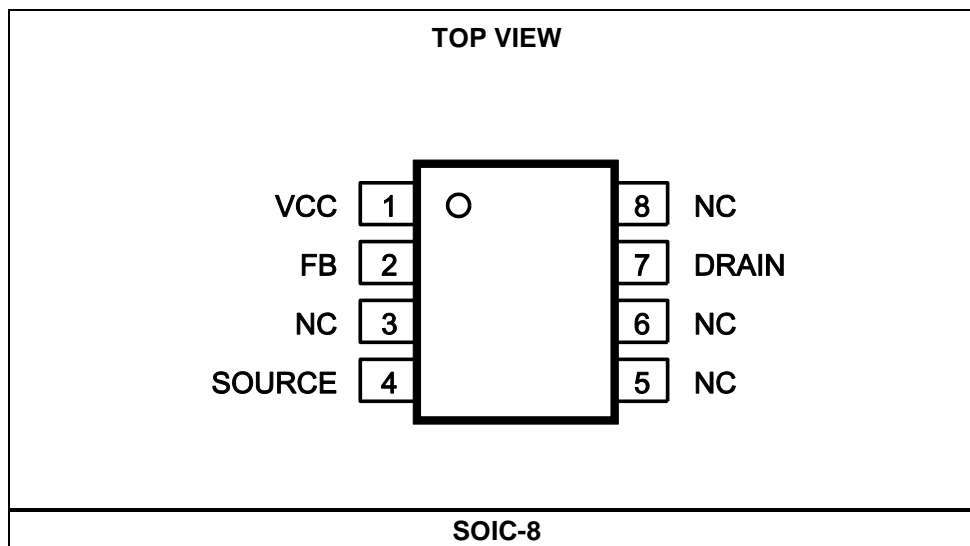 TOP VIEW
VCC 1 8 NC
FB 2 7 DRAIN
NC 3 6 NC
SOURCE 4 5 NC
SOIC-8